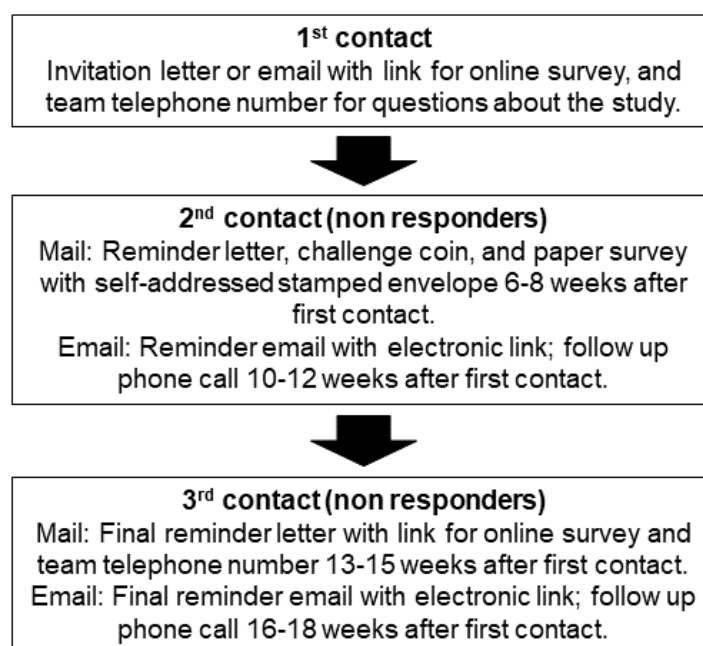 1st contact
Invitation letter or email with link for online survey, and
team telephone number for questions about the study.
2nd contact (non responders)
Mail: Reminder letter, challenge coin, and paper survey
with self-addressed stamped envelope 6-8 weeks after
first contact.
Email: Reminder email with electronic link; follow up
phone call 10-12 weeks after first contact.
3rd contact (non responders)
Mail: Final reminder letter with link for online survey and
team telephone number 13-15 weeks after first contact.
Email: Final reminder email with electronic link; follow up
phone call 16-18 weeks after first contact.